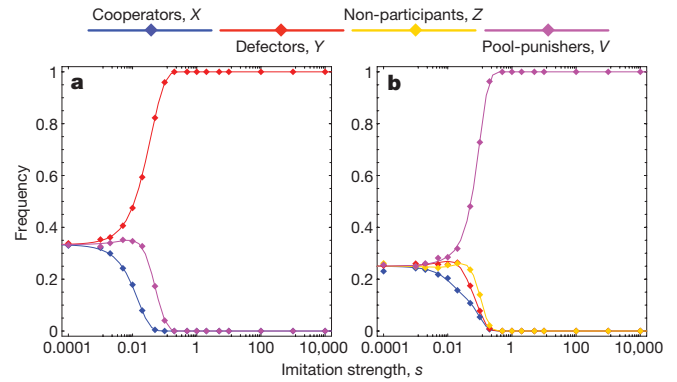 Cooperators, X
Non-participants, Z
Defectors, Y
Pool-punishers, V
a
b
Frequency
1
0.8
0.6
0.4
0.2
0
0.0001 0.01 1 100 10,000
1
0.8
0.6
0.4
0.2
0
0.0001 0.01 1 100 10,000
Imitation strength, s